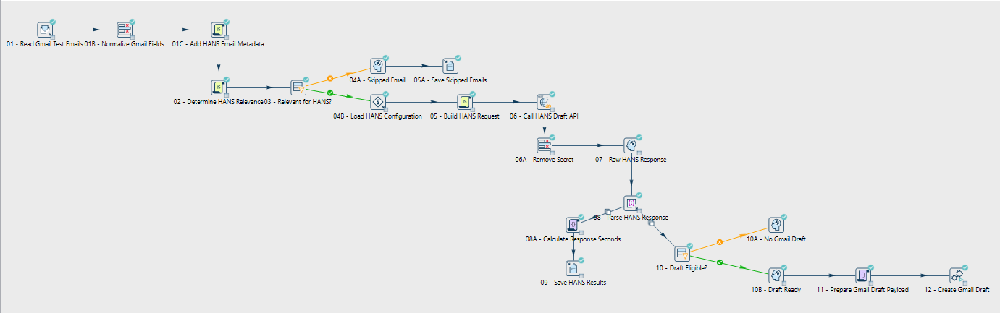 01 - Read Gmail Test Emails
01B - Normalize Gmail Fields
01C - Add HANS Email Metadata
04A - Skipped Email
05A - Save Skipped Emails
02 - Determine HANS Relevance
03 - Relevant for HANS?
04B - Load HANS Configuration
05 - Build HANS Request
06 - Call HANS Draft API
06A - Remove Secret
07 - Raw HANS Response
08 - Parse HANS Response
08A - Calculate Response Seconds
10A - No Gmail Draft
10 - Draft Eligible?
09 - Save HANS Results
10B - Draft Ready
11 - Prepare Gmail Draft Payload
12 - Create Gmail Draft